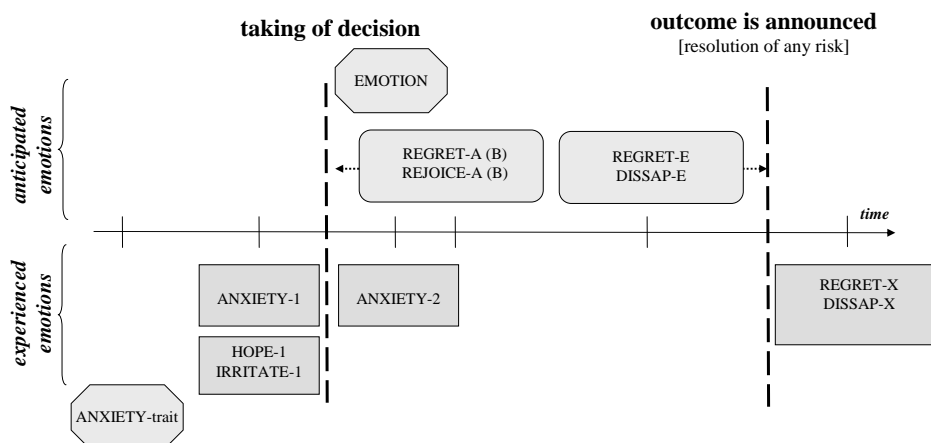 taking of decision
outcome is announced
[resolution of any risk]
EMOTION
anticipated
emotions
REGRET-A (B)
REJOICE-A (B)
REGRET-E
DISSAP-E
time
experienced
emotions
ANXIETY-1
ANXIETY-2
REGRET-X
DISSAP-X
HOPE-1
IRRITATE-1
ANXIETY-trait